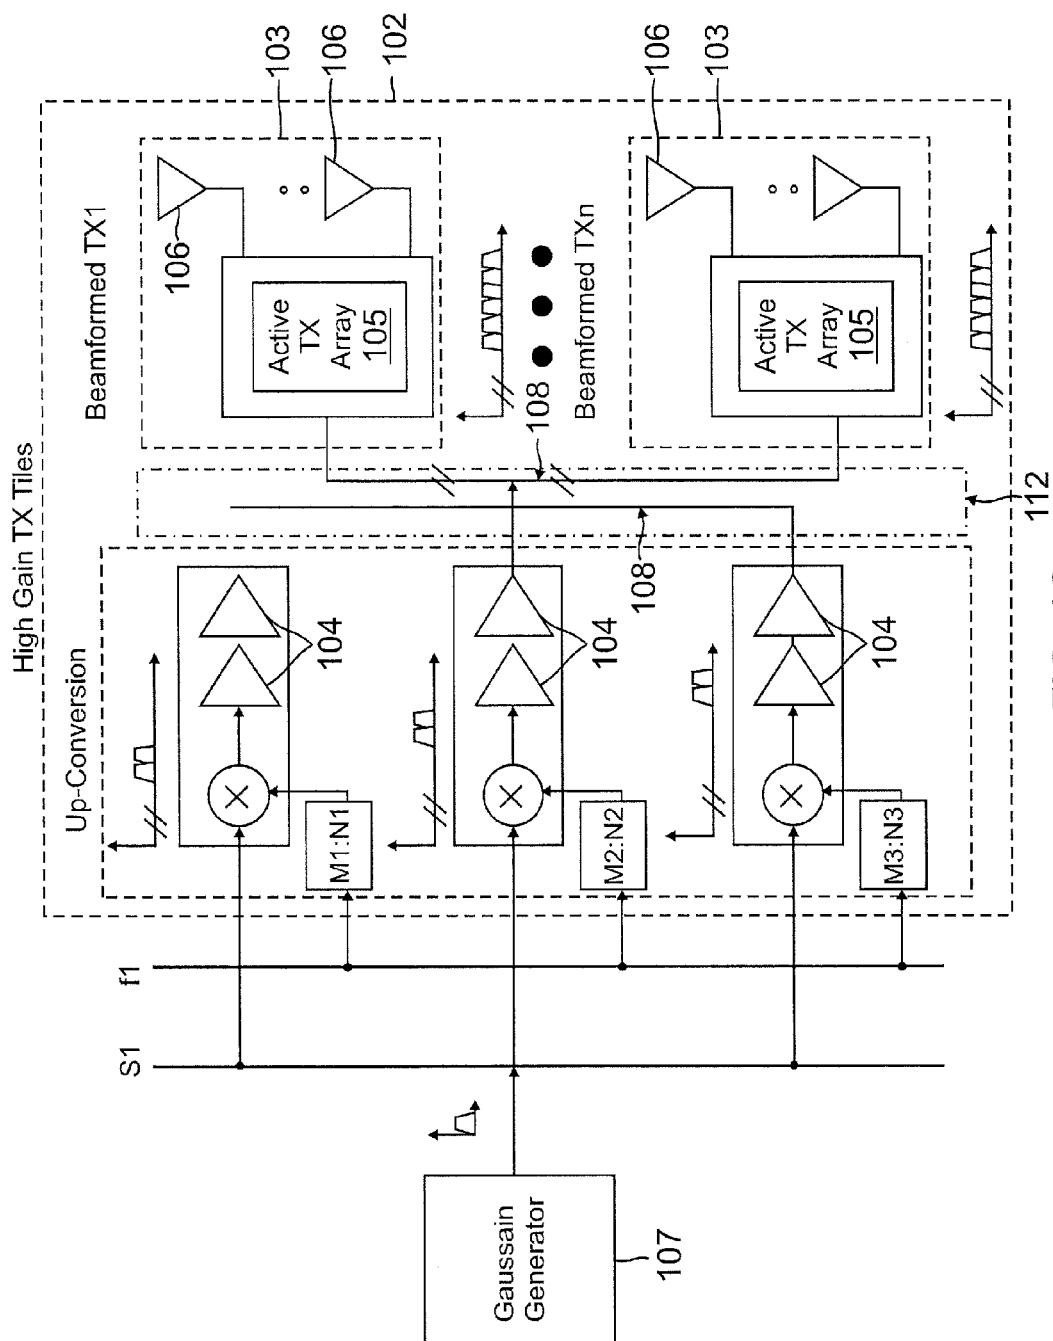 High Gain TX Tiles
Up-Conversion
Beamformed TX1
103
106
102
106
Active
TX
Array
105
104
M1:N1
108
Beamformed TXn
106
103
Active
TX
Array
105
104
M2:N2
108
112
104
M3:N3
S1
f1
Gaussain
Generator
107